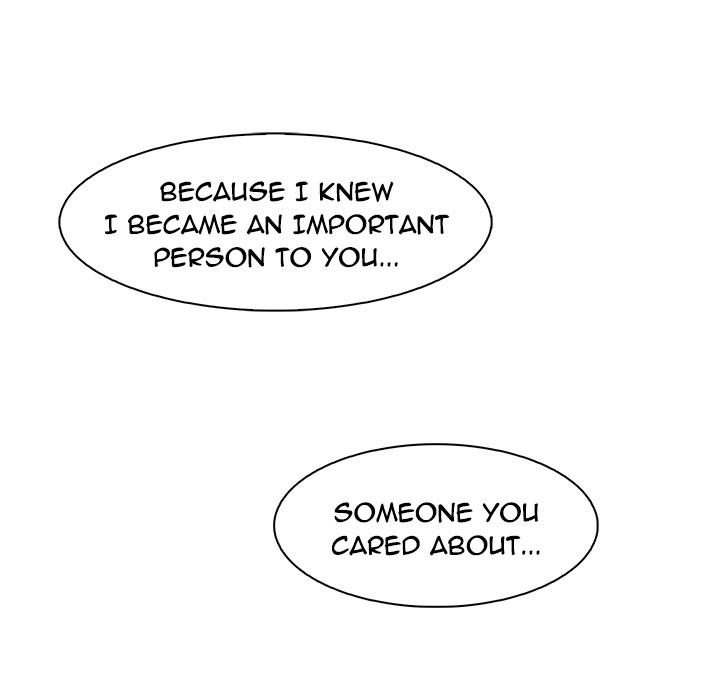 BECAUSE I KNEW
I BECAME AN IMPORTANT
PERSON TO YOU...
SOMEONE YOU
CARED ABOUT...